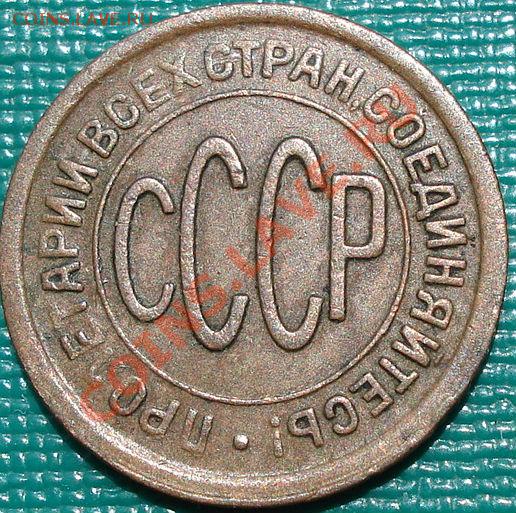 COINS.LAVE.RU
ПРОЛЕТАРИИ ВСЕХ СТРАН, СОЕДИНЯЙТЕСЬ!
СССР
COINS.LAVE.RU